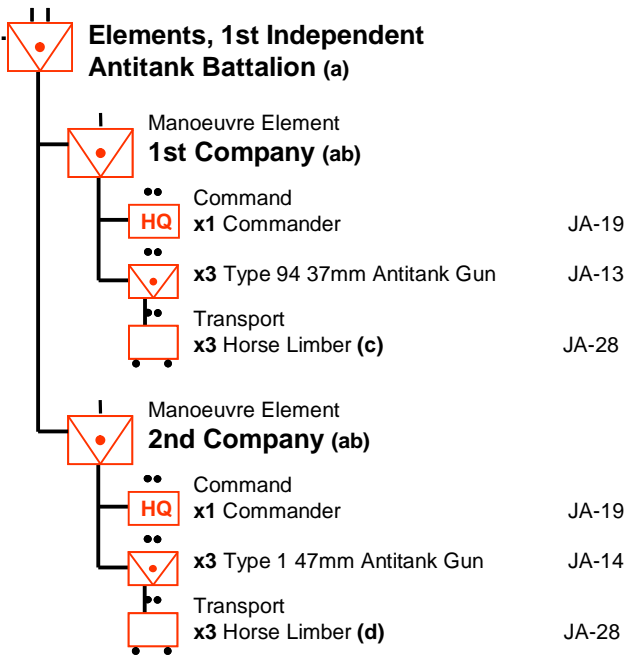 Elements, 1st Independent
Antitank Battalion (a)
Manoeuvre Element
1st Company (ab)
Command
HQ x1 Commander JA-19
x3 Type 94 37mm Antitank Gun JA-13
Transport
x3 Horse Limber (c) JA-28
Manoeuvre Element
2nd Company (ab)
Command
HQ x1 Commander JA-19
x3 Type 1 47mm Antitank Gun JA-14
Transport
x3 Horse Limber (d) JA-28